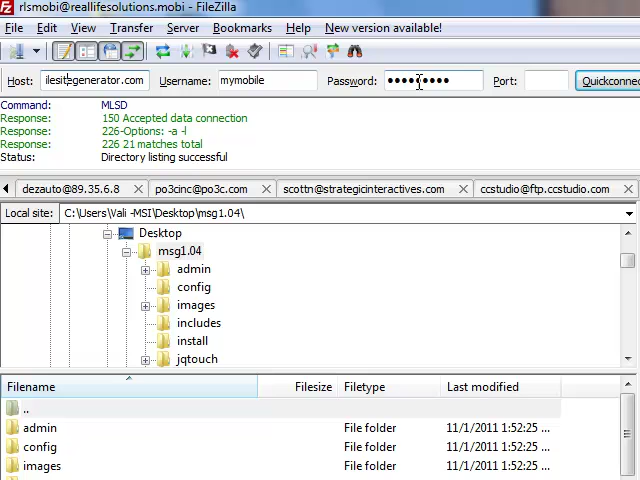 rlsmobi@reallifesolutions.mobi - FileZilla
File Edit View Transfer Server Bookmarks Help New version available!
Host: ilesitegenerator.com Username: mymobile Password: ●●●●●●●●● Port: Quickconnec
Command: MLSD
Response: 150 Accepted data connection
Response: 226-Options: -a -l
Response: 226 21 matches total
Status: Directory listing successful
dezauto@89.35.6.8 po3cinc@po3c.com scottn@strategicinteractives.com ccstudio@ftp.ccstudio.com
Local site: C:\Users\Vali -MSI\Desktop\msg1.04\
Desktop
msg1.04
admin
config
images
includes
install
jqtouch
Filename Filesize Filetype Last modified
..
admin File folder 11/1/2011 1:52:25 ...
config File folder 11/1/2011 1:52:25 ...
images File folder 11/1/2011 1:52:25 ...